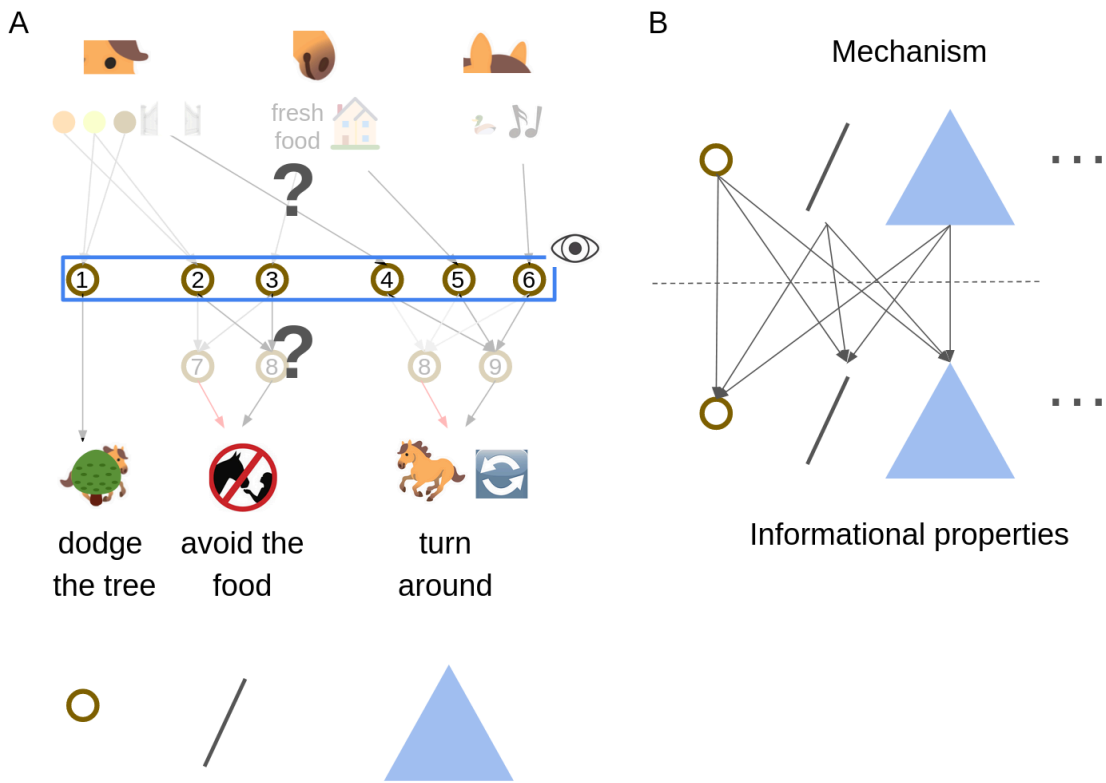 A
B
Mechanism
fresh
food
?
1
2
3
4
5
6
?
7
8
8
9
...
...
dodge
the tree
avoid the
food
turn
around
Informational properties